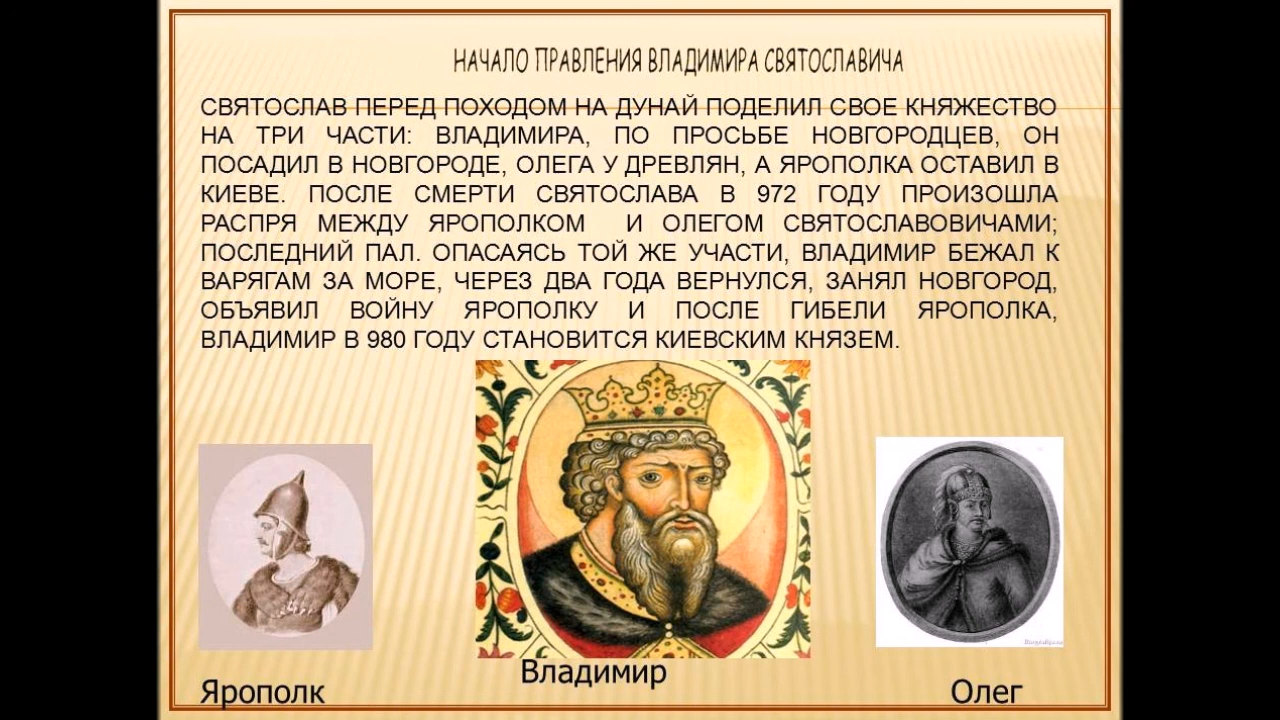 НАЧАЛО ПРАВЛЕНИЯ ВЛАДИМИРА СВЯТОСЛАВИЧА
СВЯТОСЛАВ ПЕРЕД ПОХОДОМ НА ДУНАЙ ПОДЕЛИЛ СВОЕ КНЯЖЕСТВО
НА ТРИ ЧАСТИ: ВЛАДИМИРА, ПО ПРОСЬБЕ НОВГОРОДЦЕВ, ОН
ПОСАДИЛ В НОВГОРОДЕ, ОЛЕГА У ДРЕВЛЯН, А ЯРОПОЛКА ОСТАВИЛ В
КИЕВЕ. ПОСЛЕ СМЕРТИ СВЯТОСЛАВА В 972 ГОДУ ПРОИЗОШЛА
РАСПРЯ МЕЖДУ ЯРОПОЛКОМ И ОЛЕГОМ СВЯТОСЛАВОВИЧАМИ;
ПОСЛЕДНИЙ ПАЛ. ОПАСАЯСЬ ТОЙ ЖЕ УЧАСТИ, ВЛАДИМИР БЕЖАЛ К
ВАРЯГАМ ЗА МОРЕ, ЧЕРЕЗ ДВА ГОДА ВЕРНУЛСЯ, ЗАНЯЛ НОВГОРОД,
ОБЪЯВИЛ ВОЙНУ ЯРОПОЛКУ И ПОСЛЕ ГИБЕЛИ ЯРОПОЛКА,
ВЛАДИМИР В 980 ГОДУ СТАНОВИТСЯ КИЕВСКИМ КНЯЗЕМ.
Ярополк
Владимир
Олег